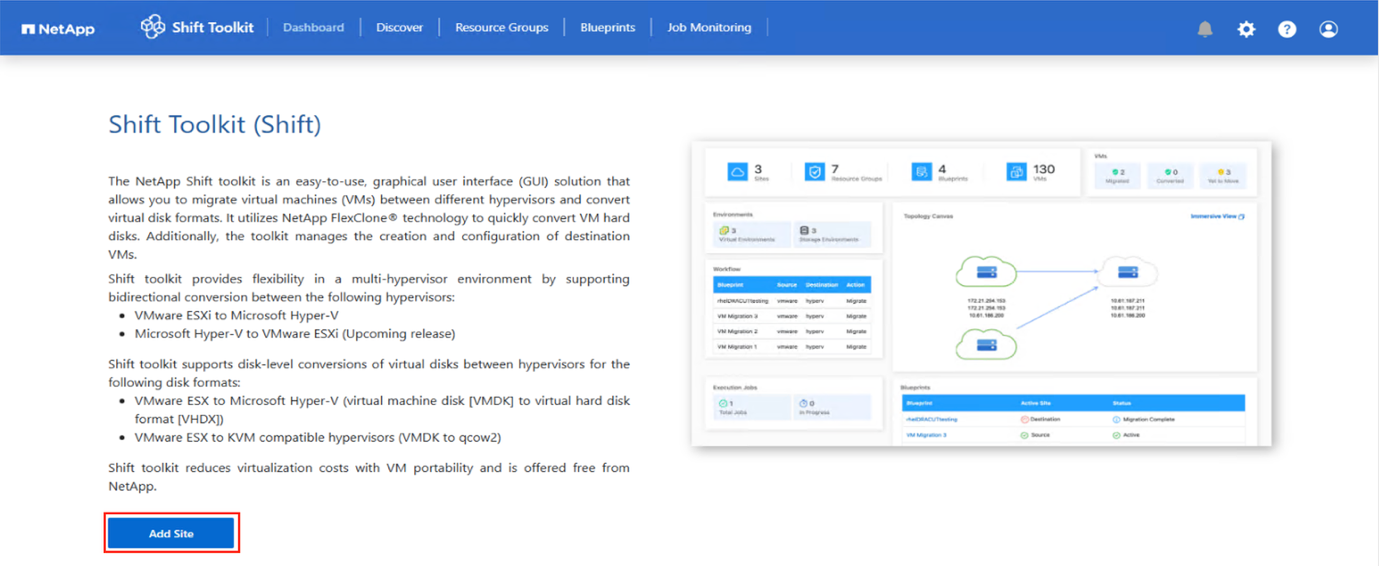 NetApp
Shift Toolkit
Dashboard
Discover
Resource Groups
Blueprints
Job Monitoring
Shift Toolkit (Shift)
The NetApp Shift toolkit is an easy-to-use, graphical user interface (GUI) solution that
allows you to migrate virtual machines (VMs) between different hypervisors and convert
virtual disk formats. It utilizes NetApp FlexClone® technology to quickly convert VM hard
disks. Additionally, the toolkit manages the creation and configuration of destination
VMs.
Shift toolkit provides flexibility in a multi-hypervisor environment by supporting
bidirectional conversion between the following hypervisors:
• VMware ESXi to Microsoft Hyper-V
• Microsoft Hyper-V to VMware ESXi (Upcoming release)
Shift toolkit supports disk-level conversions of virtual disks between hypervisors for the
following disk formats:
• VMware ESX to Microsoft Hyper-V (virtual machine disk [VMDK] to virtual hard disk
format [VHDX])
• VMware ESX to KVM compatible hypervisors (VMDK to qcow2)
Shift toolkit reduces virtualization costs with VM portability and is offered free from
NetApp.
Add Site
3
Sites
7
Resource Groups
4
Blueprints
130
VMs
VMs
2
Migrated
0
Converted
3
Yet to Move
Environments
3
Virtual Environments
3
Storage Environments
Topology Canvas
Immersive View
172.21.254.153
172.21.254.153
10.61.186.200
10.61.167.211
10.61.167.211
10.61.186.200
Workflow
Blueprint Source Destination Action
rhelDRACUTtesting vmware hyperv Migrate
VM Migration 3 vmware hyperv Migrate
VM Migration 2 vmware hyperv Migrate
VM Migration 1 vmware hyperv Migrate
Execution Jobs
1
Total Jobs
0
In Progress
Blueprints
Blueprint Active Site Status
rhelDRACUTtesting Destination Migration Complete
VM Migration 3 Source Active